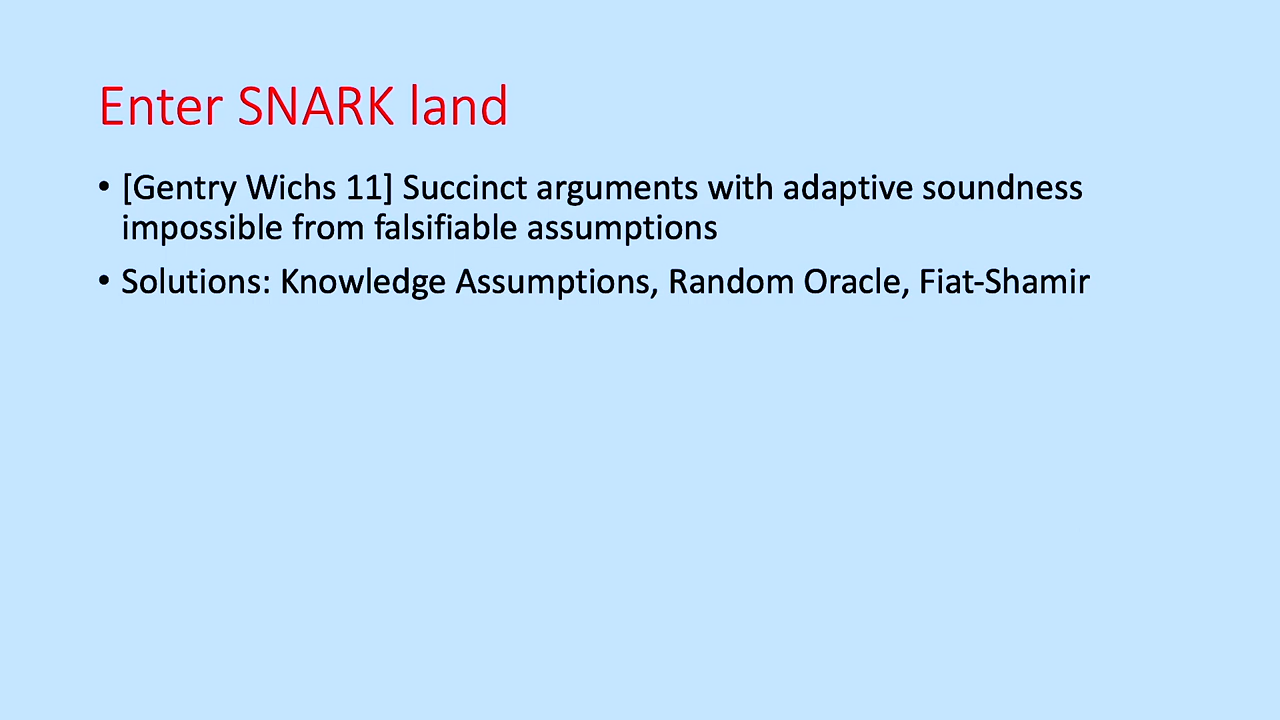 Enter SNARK land
• [Gentry Wichs 11] Succinct arguments with adaptive soundness
impossible from falsifiable assumptions
• Solutions: Knowledge Assumptions, Random Oracle, Fiat-Shamir